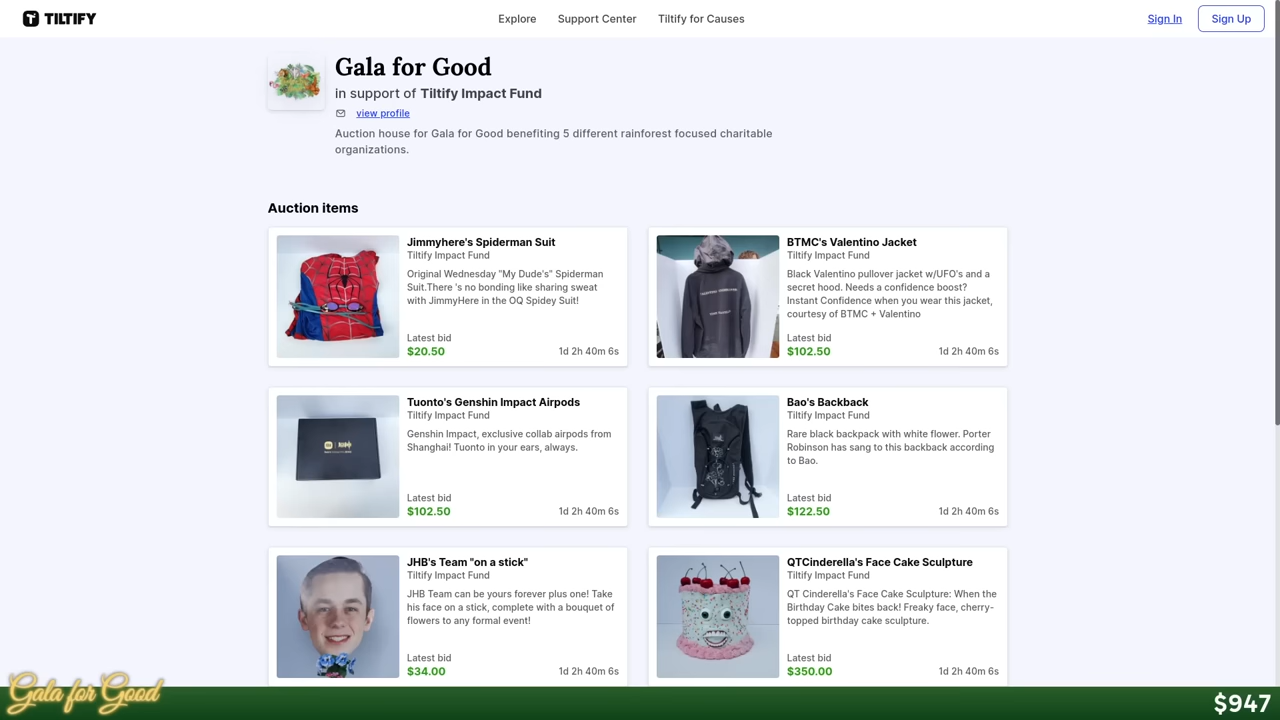 TILTIFY
Explore
Support Center
Tiltify for Causes
Sign In
Sign Up
Gala for Good
in support of Tiltify Impact Fund
view profile
Auction house for Gala for Good benefiting 5 different rainforest focused charitable
organizations.
Auction items
Jimmyhere's Spiderman Suit
Tiltify Impact Fund
Original Wednesday "My Dude's" Spiderman
Suit.There 's no bonding like sharing sweat
with JimmyHere in the OQ Spidey Suit!
Latest bid
$20.50
1d 2h 40m 6s
BTMC's Valentino Jacket
Tiltify Impact Fund
Black Valentino pullover jacket w/UFO's and a
secret hood. Needs a confidence boost?
Instant Confidence when you wear this jacket,
courtesy of BTMC + Valentino
Latest bid
$102.50
1d 2h 40m 6s
Tuonto's Genshin Impact Airpods
Tiltify Impact Fund
Genshin Impact, exclusive collab airpods from
Shanghai! Tuonto in your ears, always.
Latest bid
$102.50
1d 2h 40m 6s
Bao's Backback
Tiltify Impact Fund
Rare black backpack with white flower. Porter
Robinson has sang to this backback according
to Bao.
Latest bid
$122.50
1d 2h 40m 6s
JHB's Team "on a stick"
Tiltify Impact Fund
JHB Team can be yours forever plus one! Take
his face on a stick, complete with a bouquet of
flowers to any formal event!
Latest bid
$34.00
1d 2h 40m 6s
QTCinderella's Face Cake Sculpture
Tiltify Impact Fund
QT Cinderella's Face Cake Sculpture: When the
Birthday Cake bites back! Freaky face, cherry-
topped birthday cake sculpture.
Latest bid
$350.00
1d 2h 40m 6s
Gala for Good
$947